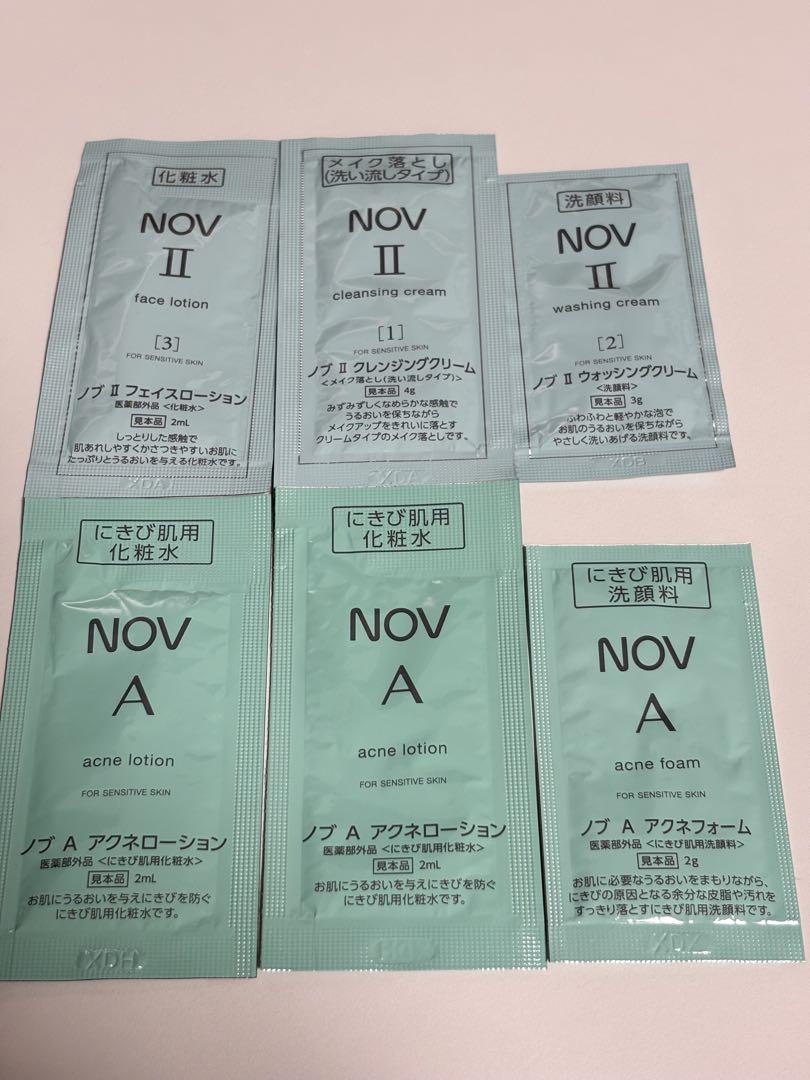 化粧水
NOV
II
face lotion
[3]
FOR SENSITIVE SKIN
ノブ II フェイスローション
医薬部外品 <化粧水>
見本品 2mL
しっとりした感触で
肌あれしやすくかさつきやすいお肌に
たっぷりとうるおいを与える化粧水です。
XDA
メイク落とし
(洗い流しタイプ)
NOV
II
cleansing cream
[1]
FOR SENSITIVE SKIN
ノブ II クレンジングクリーム
<メイク落とし(洗い流しタイプ)>
見本品 4g
みずみずしくなめらかな感触で
うるおいを保ちながら
メイクアップをきれいに落とす
クリームタイプのメイク落としです。
XDA
洗顔料
NOV
II
washing cream
[2]
FOR SENSITIVE SKIN
ノブ II ウォッシングクリーム
<洗顔料>
見本品 3g
ふわふわと軽やかな泡で
お肌のうるおいを保ちながら
やさしく洗いあげる洗顔料です。
XDB
にきび肌用
化粧水
NOV
A
acne lotion
FOR SENSITIVE SKIN
ノブ A アクネローション
医薬部外品 <にきび肌用化粧水>
見本品 2mL
お肌にうるおいを与えにきびを防ぐ
にきび肌用化粧水です。
XDH
にきび肌用
化粧水
NOV
A
acne lotion
FOR SENSITIVE SKIN
ノブ A アクネローション
医薬部外品 <にきび肌用化粧水>
見本品 2mL
お肌にうるおいを与えにきびを防ぐ
にきび肌用化粧水です。
にきび肌用
洗顔料
NOV
A
acne foam
FOR SENSITIVE SKIN
ノブ A アクネフォーム
医薬部外品 <にきび肌用洗顔料>
見本品 2g
お肌に必要なうるおいをまもりながら、
にきびの原因となる余分な皮脂や汚れを
すっきり落とすにきび肌用洗顔料です。